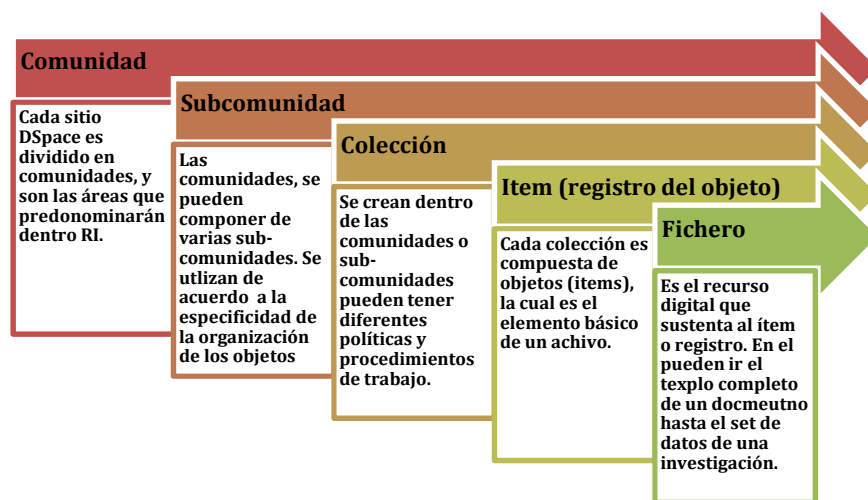 Comunidad
Cada sitio
DSpace es
dividido en
comunidades, y
son las áreas que
predonominarán
dentro RI.
Subcomunidad
Las
comunidades, se
pueden
componer de
varias sub-
comunidades. Se
utlizan de
acuerdo a la
especificidad de
la organización
de los objetos
Colección
Se crean dentro
de las
comunidades o
sub-
comunidades
pueden tener
diferentes
políticas y
procedimientos
de trabajo.
Item (registro del objeto)
Cada colección es
compuesta de
objetos (items),
la cual es el
elemento básico
de un achivo.
Fichero
Es el recurso
digital que
sustenta al ítem
o registro. En el
pueden ir el
texplo completo
de un docmeutno
hasta el set de
datos de una
investigación.